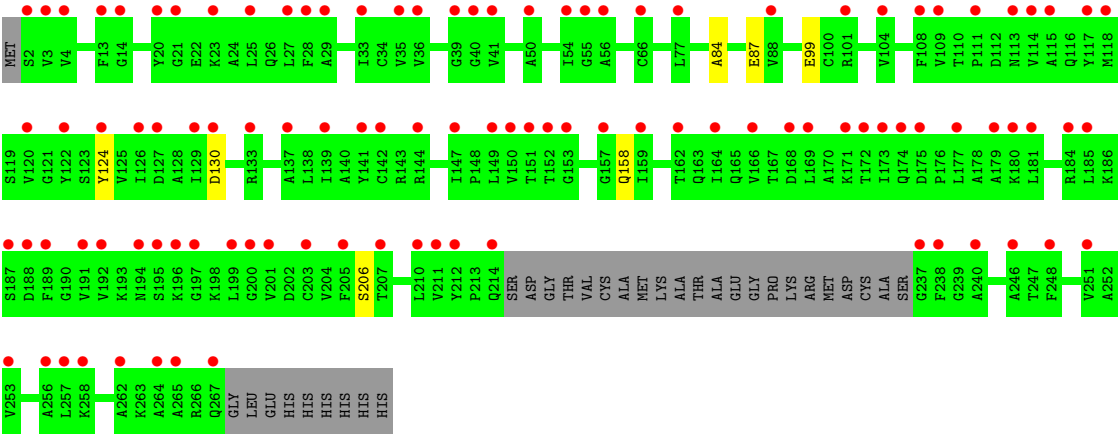 MET S2 V3 V4 F13 G14 Y20 G21 E22 K23 A24 L25 Q26 L27 F28 A29 I33 C34 V35 V36 G39 G40 V41 A50 I54 G55 A56 C66 L77 A84 E87 V88 E99 C100 R101 V104 F108 V109 T110 P111 D112 N113 V114 A115 Q116 Y117 M118
S119 V120 G121 Y122 S123 Y124 V125 I126 D127 A128 I129 D130 R133 A137 L138 I139 A140 Y141 C142 R143 R144 I147 P148 L149 V150 T151 T152 G153 G157 Q158 I159 T162 Q163 I164 Q165 V166 T167 D168 L169 A170 K171 T172 I173 Q174 D175 P176 L177 A178 A179 K180 L181 R184 L185 K186
S187 D188 F189 G190 V191 V192 K193 N194 S195 K196 G197 K198 L199 G200 V201 D202 C203 V204 F205 S206 T207 L210 V211 Y212 P213 Q214 SER ASP GLY THR VAL CYS ALA MET LYS ALA THR ALA GLU GLY PRO LYS ARG MET ASP CYS ALA SER G237 F238 G239 A240 A246 T247 F248 V251 A252
V253 A256 L257 K258 A262 K263 A264 A265 R266 Q267 GLY LEU GLU HIS HIS HIS HIS HIS HIS